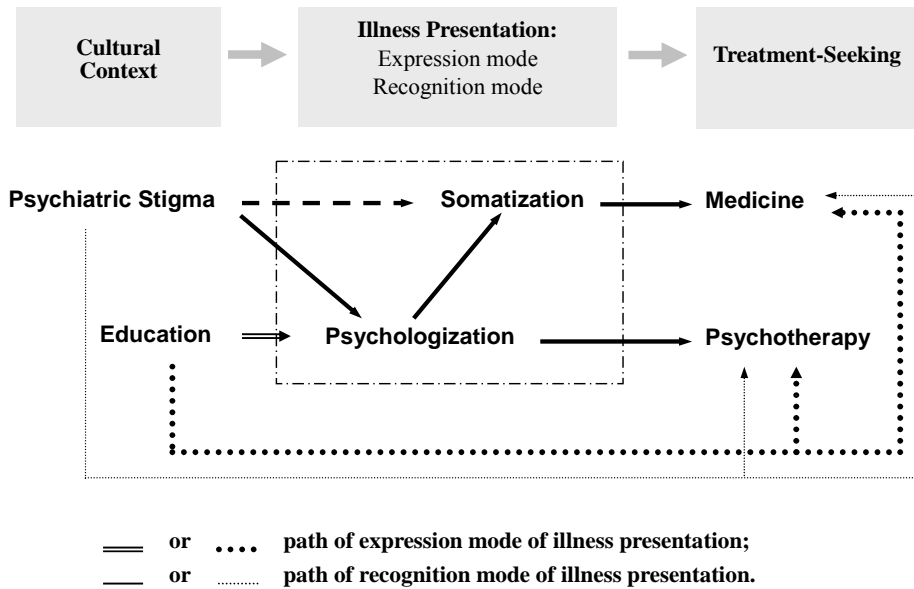 Cultural
Context
Illness Presentation:
Expression mode
Recognition mode
Treatment-Seeking
Psychiatric Stigma
Somatization
Medicine
Education
Psychologization
Psychotherapy
or path of expression mode of illness presentation;
or path of recognition mode of illness presentation.